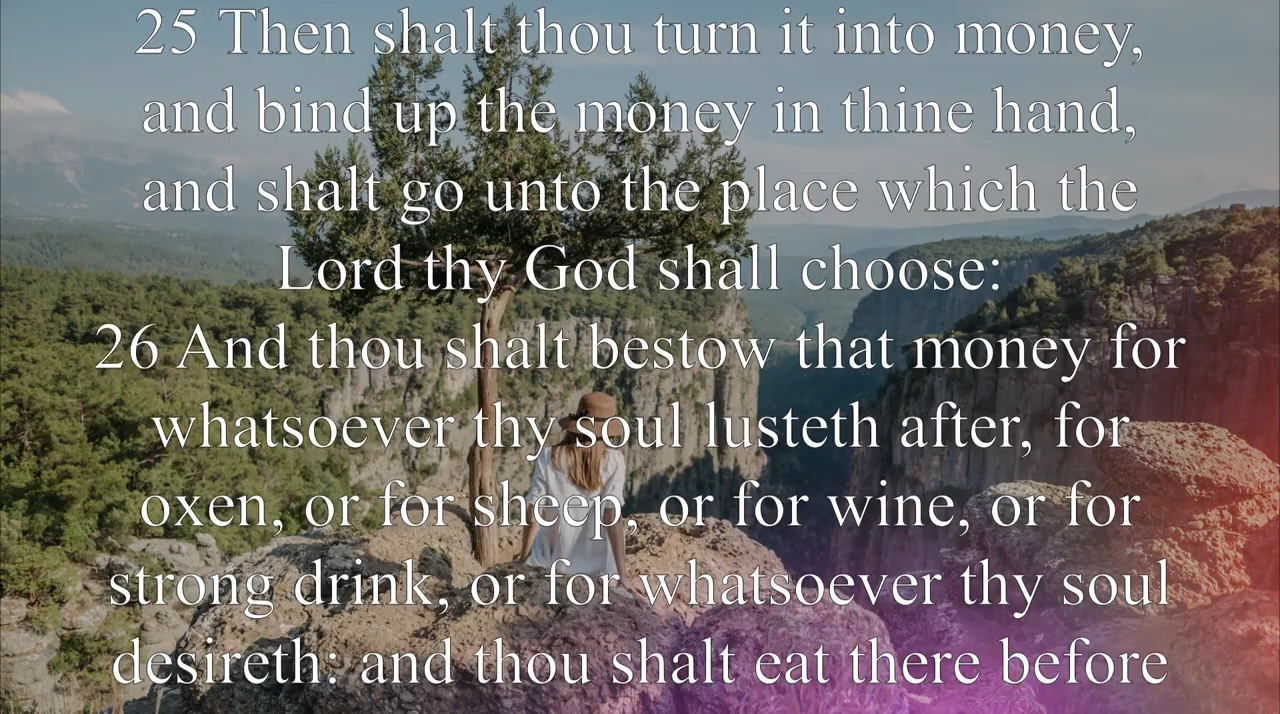 25 Then shalt thou turn it into money,
and bind up the money in thine hand,
and shalt go unto the place which the
Lord thy God shall choose:
26 And thou shalt bestow that money for
whatsoever thy soul lusteth after, for
oxen, or for sheep, or for wine, or for
strong drink, or for whatsoever thy soul
desireth: and thou shalt eat there before